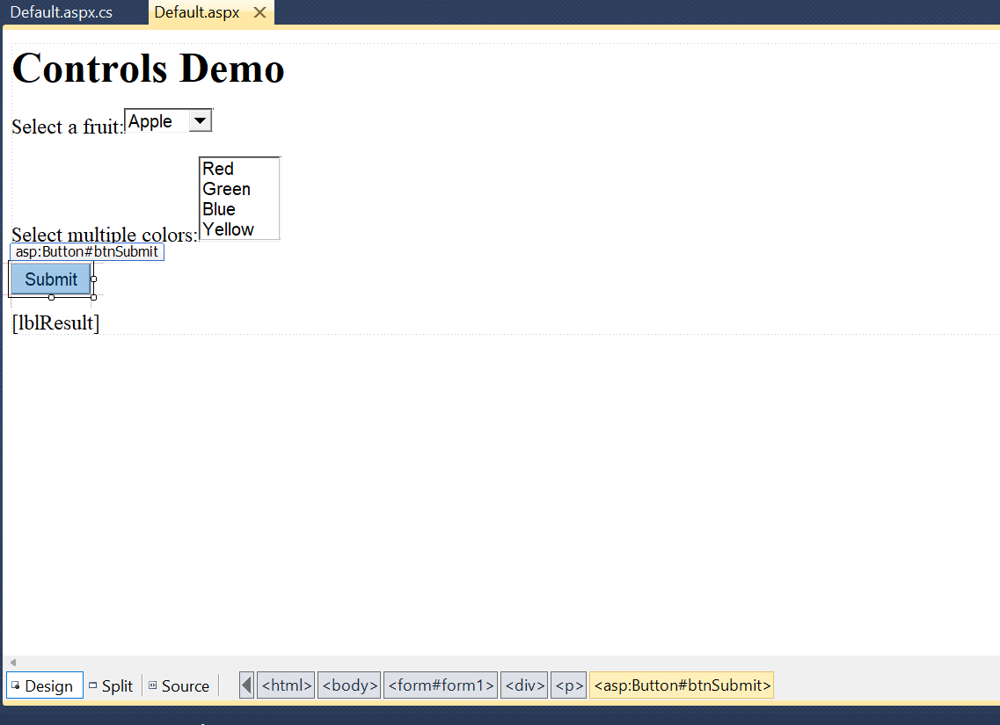 Default.aspx.cs Default.aspx
Controls Demo
Select a fruit: Apple
Red
Green
Blue
Select multiple colors: Yellow
asp:Button#btnSubmit
Submit
[lblResult]
Design Split Source <html> <body> <form#form1> <div> <p> <asp:Button#btnSubmit>